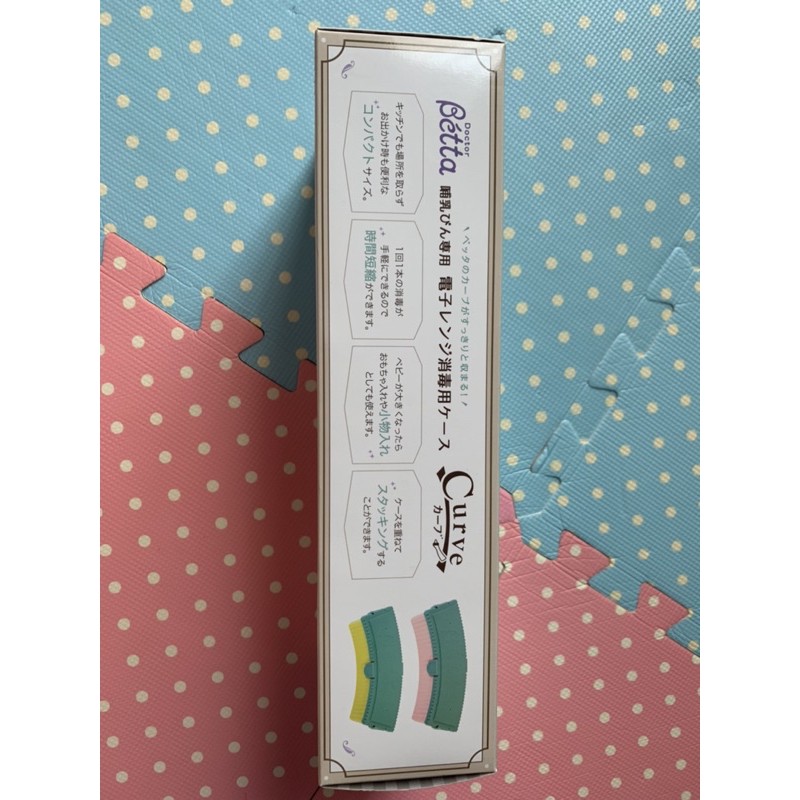 Doctor
Bétta
＼ベッタのカーブがすっきりと収まる！／
哺乳びん専用 電子レンジ消毒用ケース
Curve
カーブ
キッチンでも場所を取らず
お出かけ時も便利な
コンパクトサイズ。
1回1本の消毒が
手軽にできるので
時間短縮ができます。
ベビーが大きくなったら
おもちゃ入れや小物入れ
としても使えます。
ケースを重ねて
スタッキングする
ことができます。